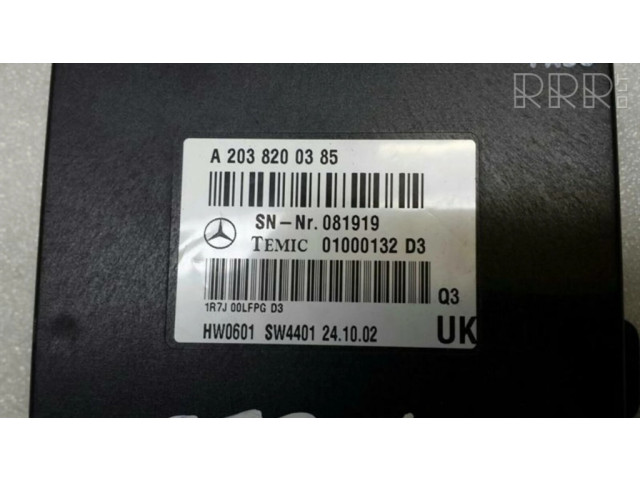 RRR.LT
A 203 820 03 85
SN-Nr. 081919
TEMIC 01000132 D3
Q3
1R7J 00LFPG D3
HW0601 SW4401 24.10.02
UK